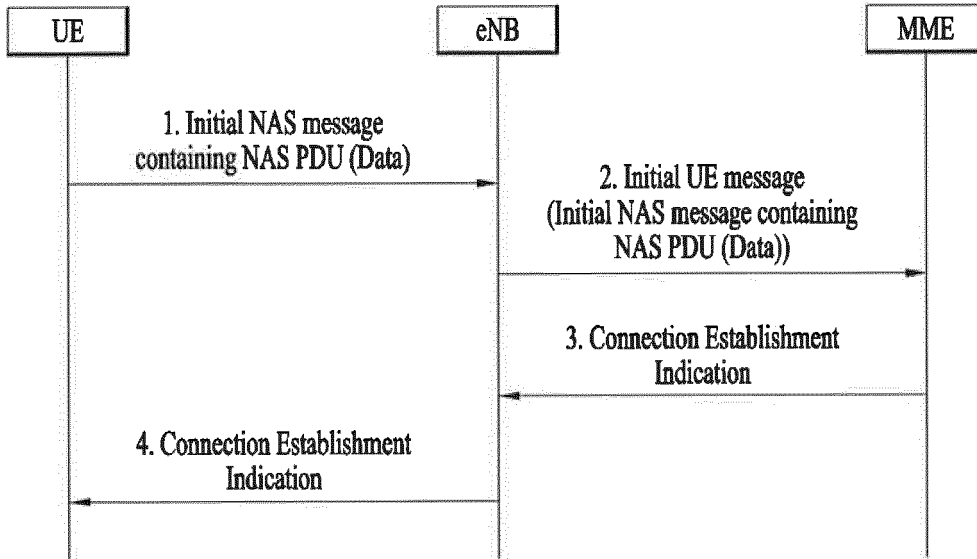 UE
eNB
MME
1. Initial NAS message
containing NAS PDU (Data)
2. Initial UE message
(Initial NAS message containing
NAS PDU (Data))
3. Connection Establishment
Indication
4. Connection Establishment
Indication